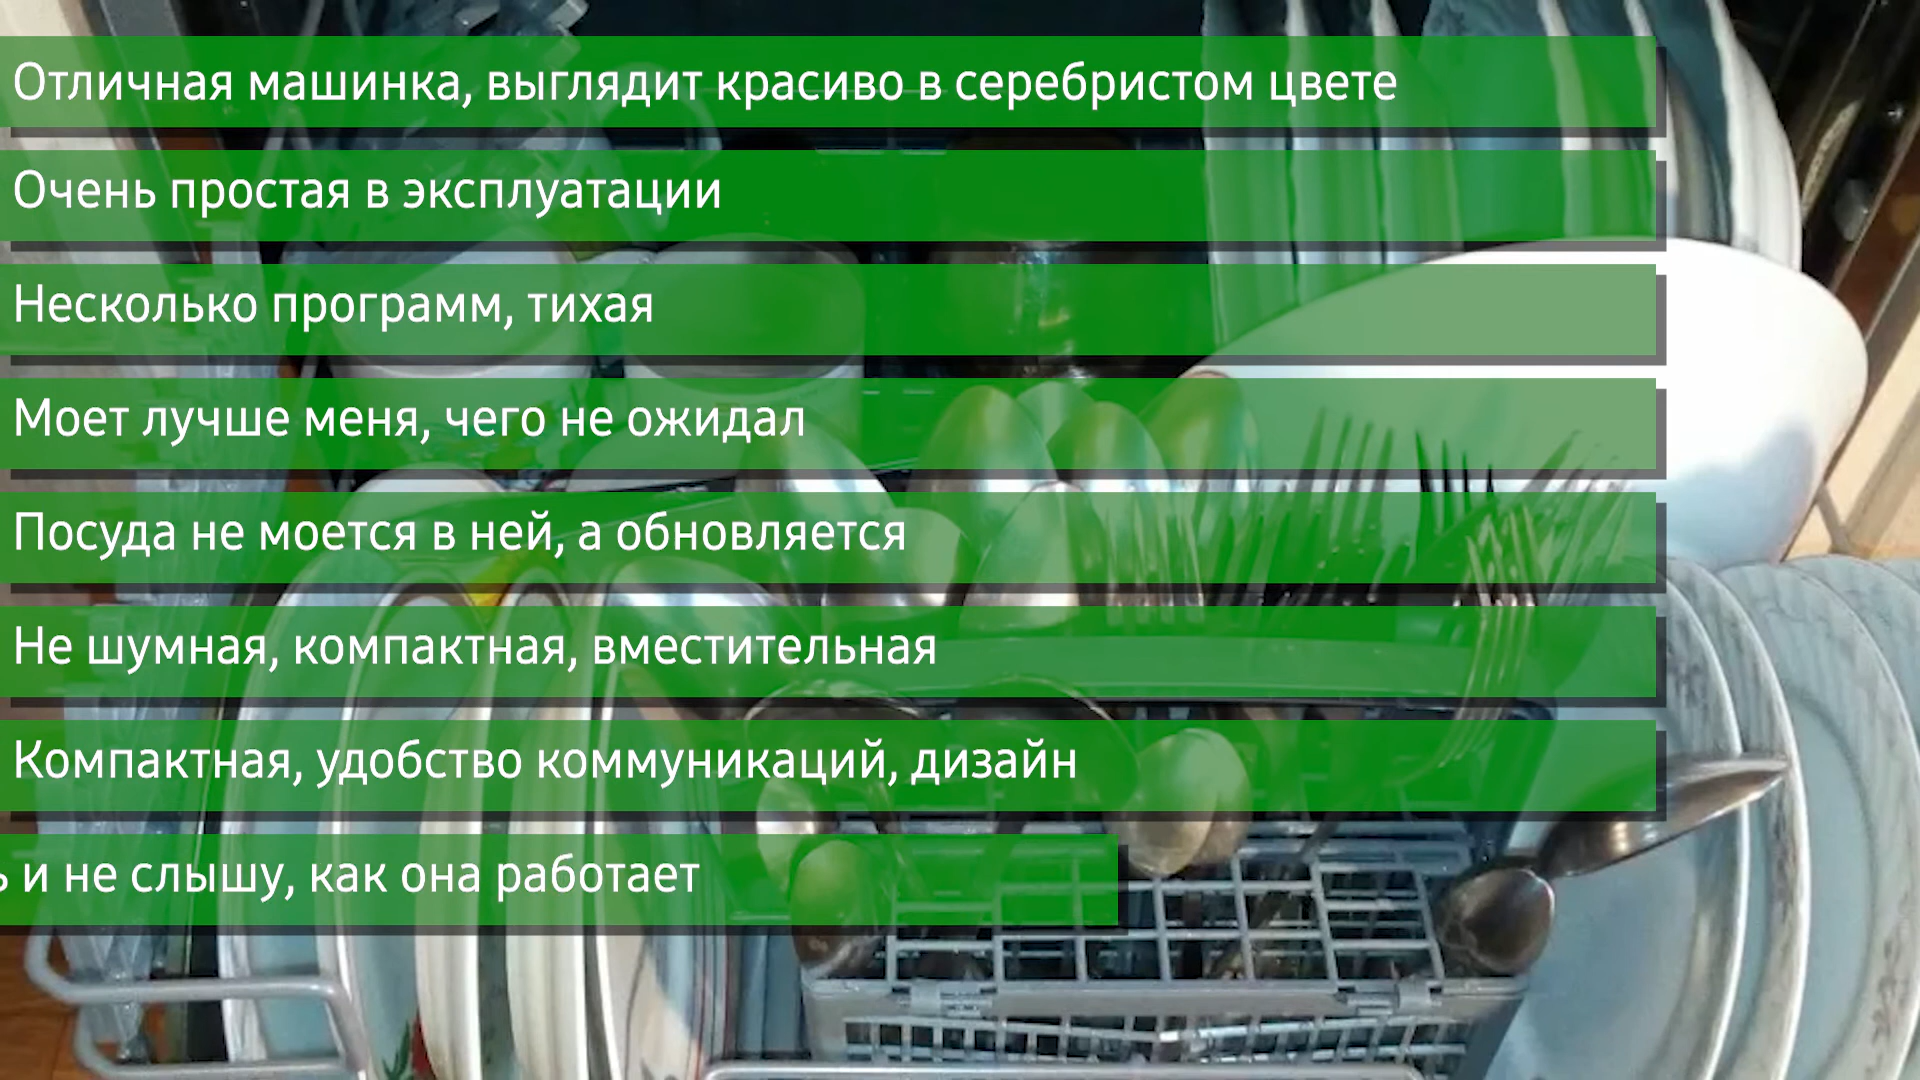 Отличная машинка, выглядит красиво в серебристом цвете
Очень простая в эксплуатации
Несколько программ, тихая
Моет лучше меня, чего не ожидал
Посуда не моется в ней, а обновляется
Не шумная, компактная, вместительная
Компактная, удобство коммуникаций, дизайн
и не слышу, как она работает